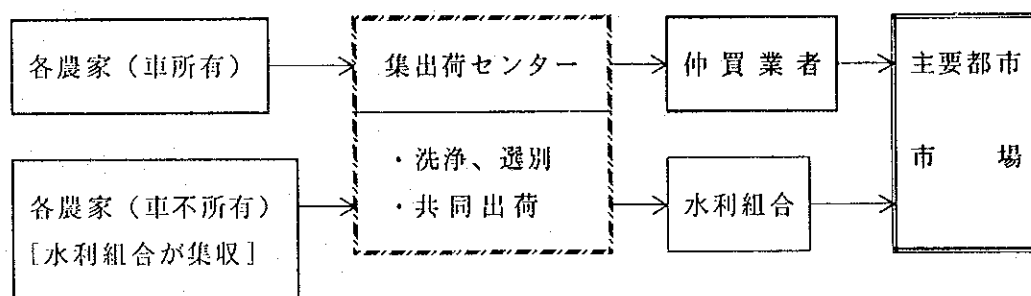 各農家（車所有）
集出荷センター
仲買業者
主要都市
市場
・洗浄、選別
・共同出荷
各農家（車不所有）
[水利組合が集収]
水利組合